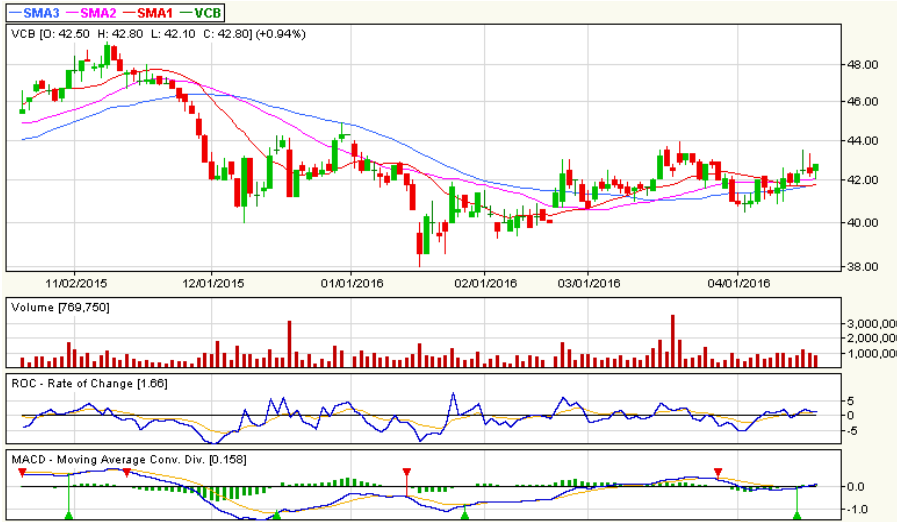 SMA3 SMA2 SMA1 VCB
VCB [O: 42.50 H: 42.80 L: 42.10 C: 42.80] (+0.94%)
48.00
46.00
44.00
42.00
40.00
38.00
11/02/2015 12/01/2015 01/01/2016 02/01/2016 03/01/2016 04/01/2016
Volume [769,750]
3,000,00
2,000,00
1,000,00
ROC - Rate of Change [1.66]
5
0
-5
MACD - Moving Average Conv. Div. [0.158]
0.0
-1.0